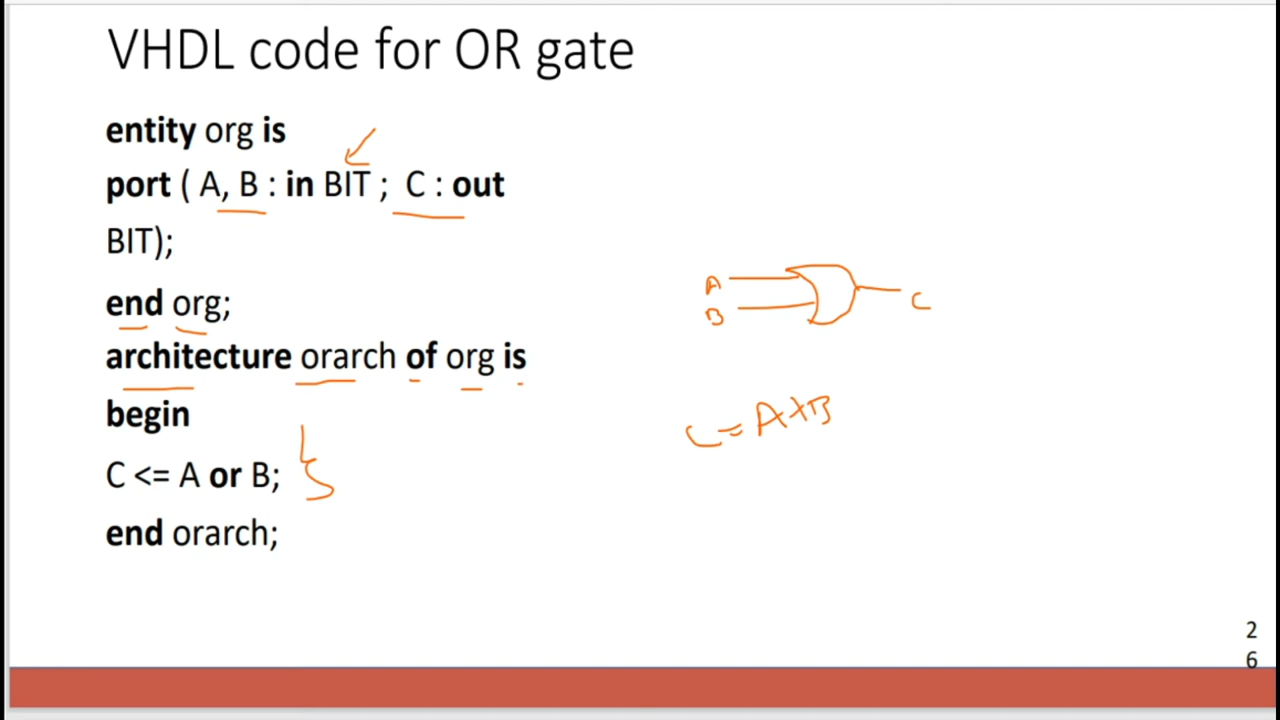 VHDL code for OR gate
entity org is
port ( A, B : in BIT ; C : out
BIT);
end org;
architecture orarch of org is
begin
C <= A or B;
end orarch;
A
B
C
C = A+B
2
6